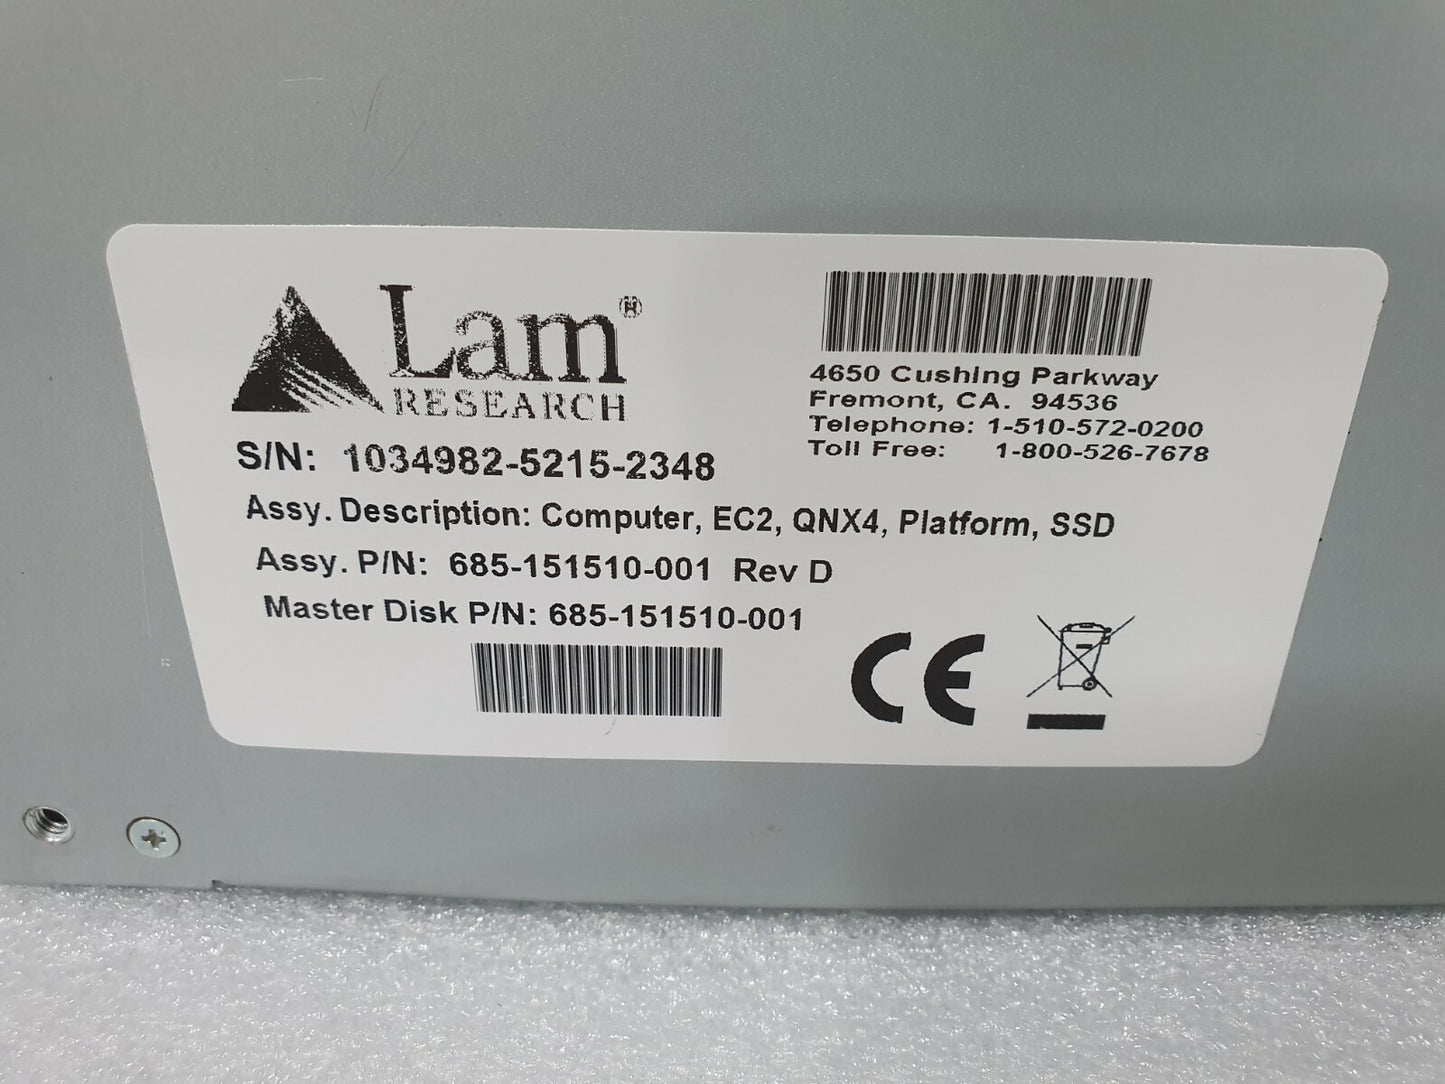 Lam®
RESEARCH
4650 Cushing Parkway
Fremont, CA. 94536
Telephone: 1-510-572-0200
Toll Free: 1-800-526-7678
S/N: 1034982-5215-2348
Assy. Description: Computer, EC2, QNX4, Platform, SSD
Assy. P/N: 685-151510-001 Rev D
Master Disk P/N: 685-151510-001
CE